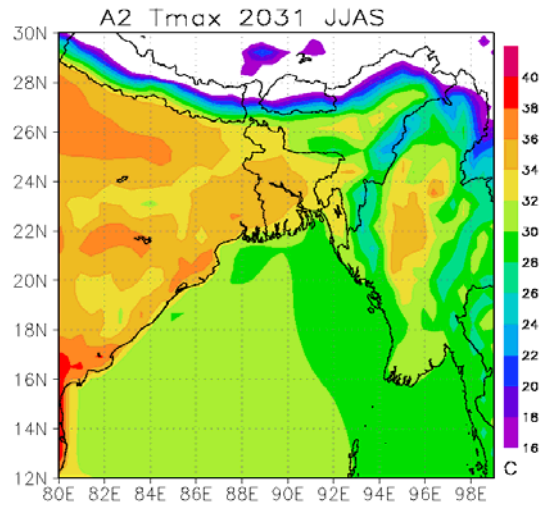 A2 Tmax 2031 JJAS
30N
28N
26N
24N
22N
20N
18N
16N
14N
12N
80E 82E 84E 86E 88E 90E 92E 94E 96E 98E
40
38
36
34
32
30
28
26
24
22
20
18
16
C